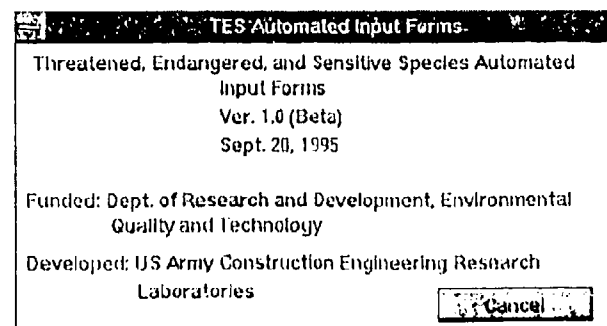 TES Automated Input Forms
Threatened, Endangered, and Sensitive Species Automated
Input Forms
Ver. 1.0 (Beta)
Sept. 20, 1995
Funded: Dept. of Research and Development, Environmental
Quality and Technology
Developed: US Army Construction Engineering Research
Laboratories
Cancel